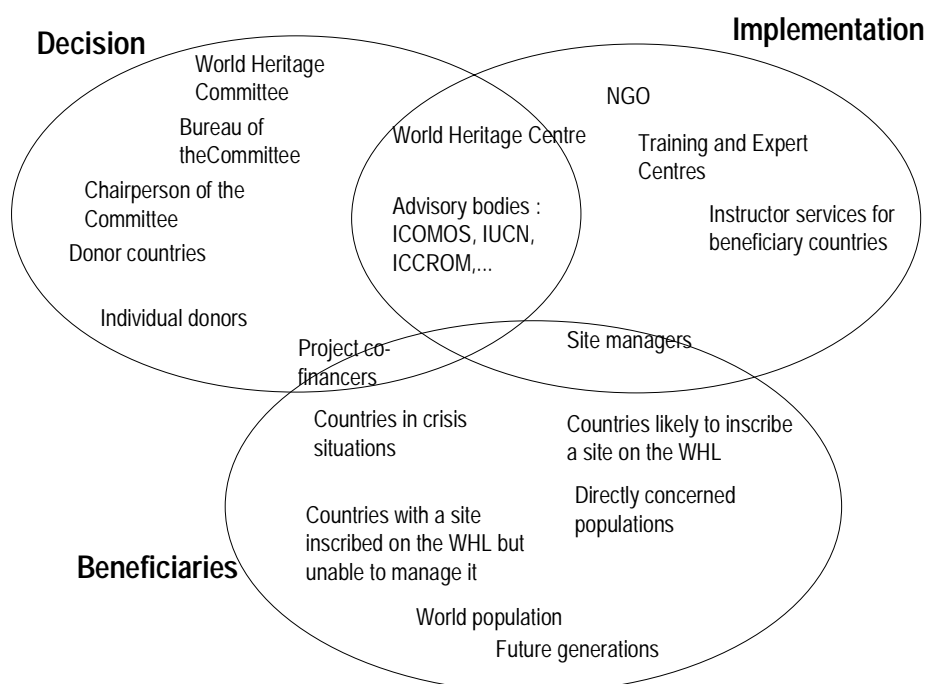 Decision
World Heritage
Committee
Bureau of
theCommittee
Chairperson of the
Committee
Donor countries
Individual donors
World Heritage Centre
Advisory bodies :
ICOMOS, IUCN,
ICCROM,...
Implementation
NGO
Training and Expert
Centres
Instructor services for
beneficiary countries
Project co-
financers
Site managers
Countries in crisis
situations
Countries likely to inscribe
a site on the WHL
Directly concerned
populations
Countries with a site
inscribed on the WHL but
unable to manage it
Beneficiaries
World population
Future generations